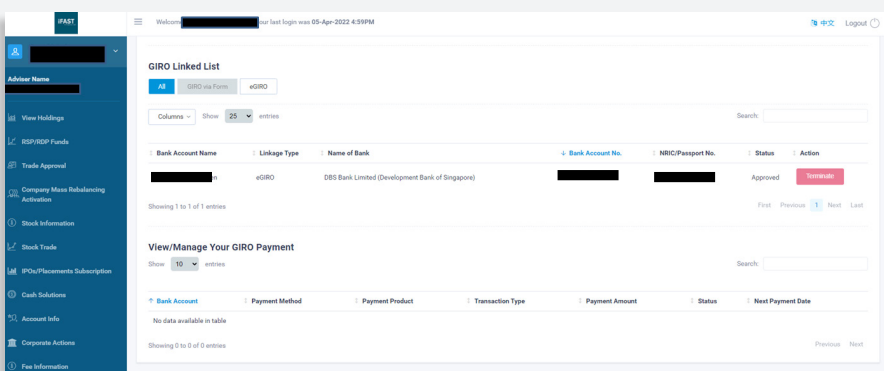 iFAST
Welcome our last login was 05-Apr-2022 4:59PM
中文 Logout
Adviser Name
View Holdings
RSP/RDP Funds
Trade Approval
Company Mass Rebalancing
Activation
Stock Information
Stock Trade
IPOs/Placements Subscription
Cash Solutions
Account Info
Corporate Actions
Fee Information
GIRO Linked List
All GIRO via Form eGIRO
Columns Show 25 entries Search:
Bank Account Name Linkage Type Name of Bank Bank Account No. NRIC/Passport No. Status Action
n eGIRO DBS Bank Limited (Development Bank of Singapore) Approved Terminate
Showing 1 to 1 of 1 entries First Previous 1 Next Last
View/Manage Your GIRO Payment
Show 10 entries Search:
Bank Account Payment Method Payment Product Transaction Type Payment Amount Status Next Payment Date
No data available in table
Showing 0 to 0 of 0 entries Previous Next